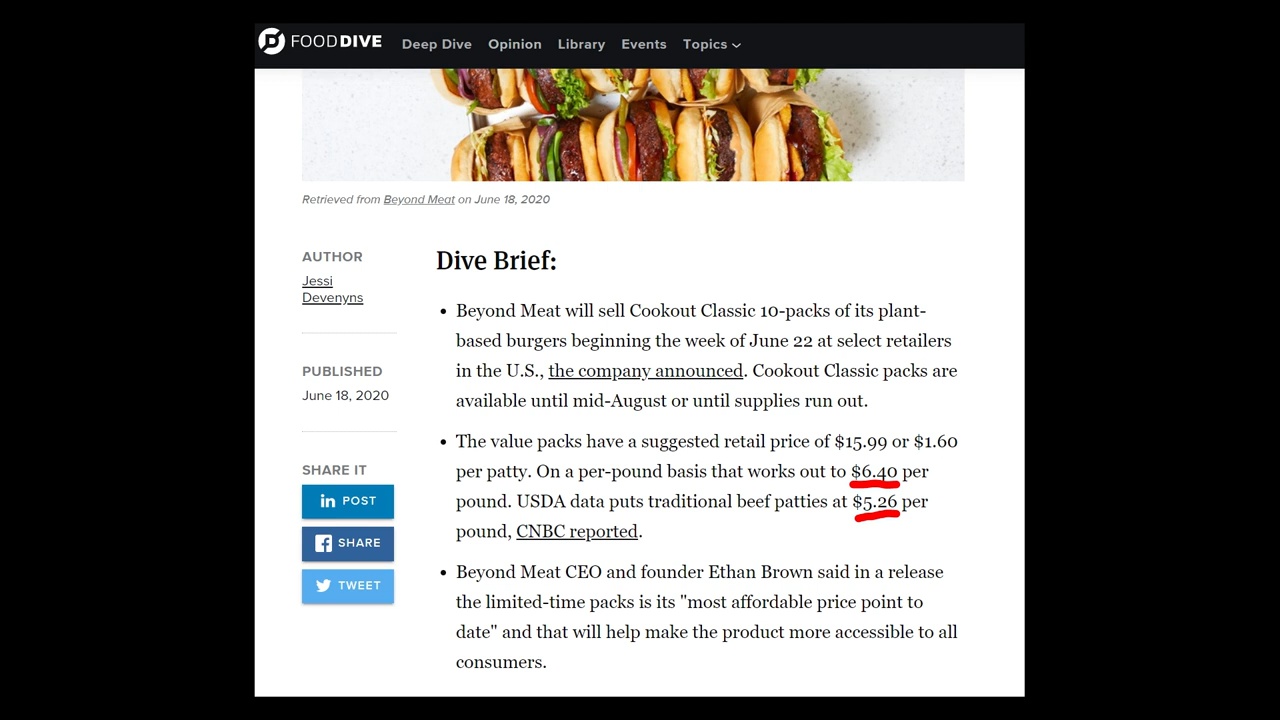 FOODDIVE Deep Dive Opinion Library Events Topics
Retrieved from Beyond Meat on June 18, 2020
AUTHOR
Jessi
Devenyns
PUBLISHED
June 18, 2020
SHARE IT
POST
SHARE
TWEET
Dive Brief:
• Beyond Meat will sell Cookout Classic 10-packs of its plant-
based burgers beginning the week of June 22 at select retailers
in the U.S., the company announced. Cookout Classic packs are
available until mid-August or until supplies run out.
• The value packs have a suggested retail price of $15.99 or $1.60
per patty. On a per-pound basis that works out to $6.40 per
pound. USDA data puts traditional beef patties at $5.26 per
pound, CNBC reported.
• Beyond Meat CEO and founder Ethan Brown said in a release
the limited-time packs is its "most affordable price point to
date" and that will help make the product more accessible to all
consumers.